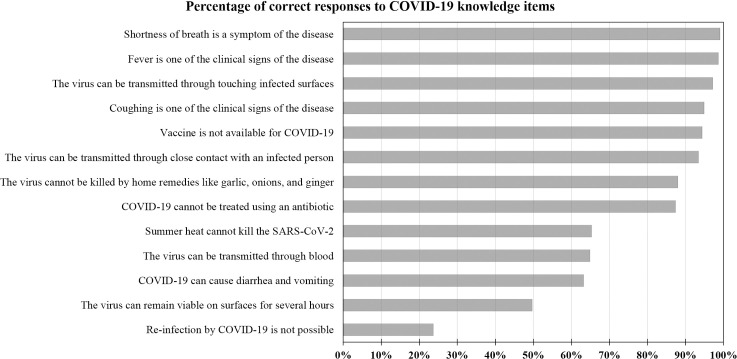 Percentage of correct responses to COVID-19 knowledge items
Shortness of breath is a symptom of the disease
Fever is one of the clinical signs of the disease
The virus can be transmitted through touching infected surfaces
Coughing is one of the clinical signs of the disease
Vaccine is not available for COVID-19
The virus can be transmitted through close contact with an infected person
The virus cannot be killed by home remedies like garlic, onions, and ginger
COVID-19 cannot be treated using an antibiotic
Summer heat cannot kill the SARS-CoV-2
The virus can be transmitted through blood
COVID-19 can cause diarrhea and vomiting
The virus can remain viable on surfaces for several hours
Re-infection by COVID-19 is not possible
0% 10% 20% 30% 40% 50% 60% 70% 80% 90% 100%